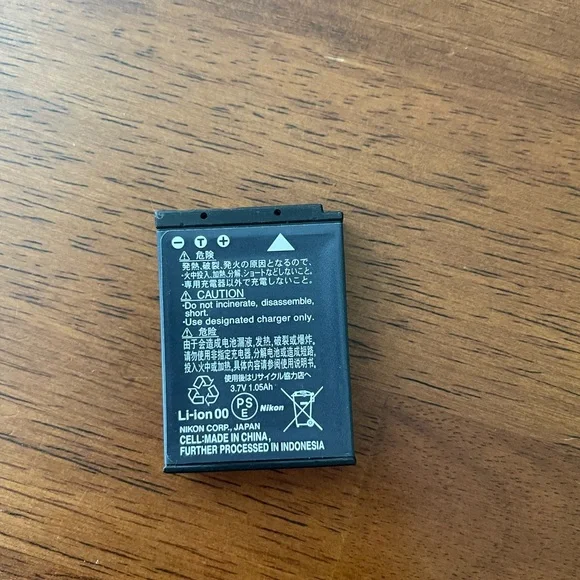 − T +
⚠ 危険
発熱、破裂、発火の原因となるので、
・火中投入、加熱、分解、ショートなどしないこと。
・専用充電器以外で充電しないこと。
⚠ CAUTION
·Do not incinerate, disassemble,
short.
·Use designated charger only.
⚠ 危险
由于会造成电池漏液,发热,破裂或爆炸,
请勿使用非指定充电器,分解电池或造成短路,
投入火中或加热。具体内容请参阅使用说明书。
使用後はリサイクル協力店へ
3.7V 1.05Ah
Li-ion 00 PSE Nikon
NIKON CORP., JAPAN
CELL:MADE IN CHINA,
FURTHER PROCESSED IN INDONESIA